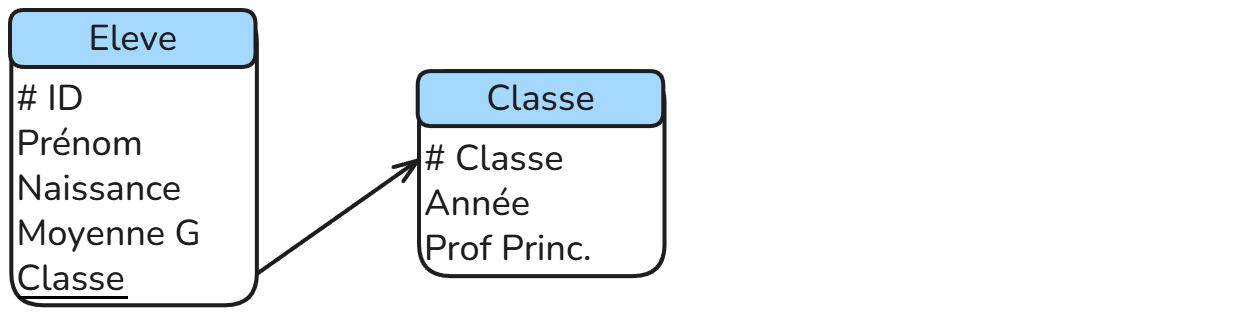 Eleve
# ID
Prénom
Naissance
Moyenne G
Classe
Classe
# Classe
Année
Prof Princ.